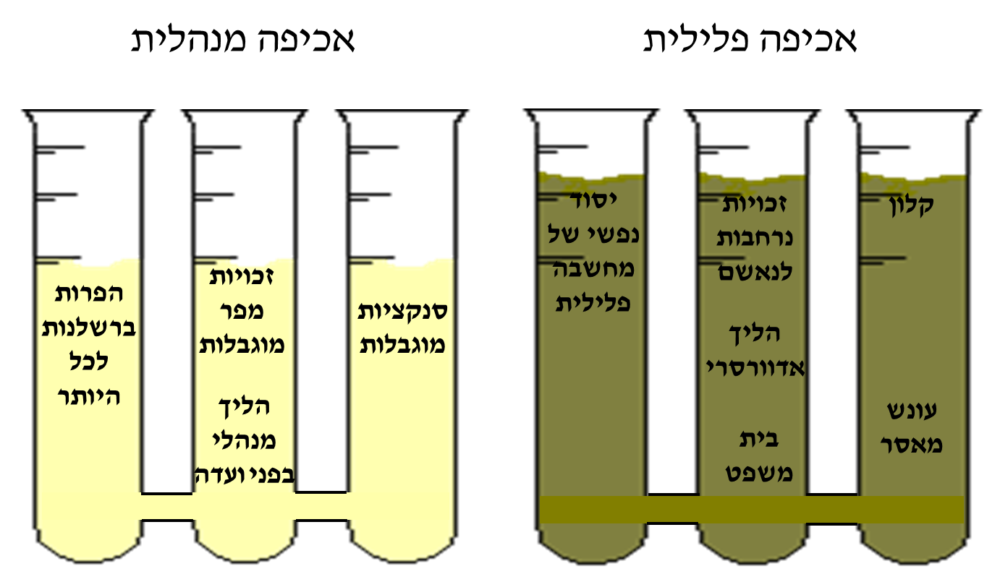 אכיפה פלילית
קלון
עונש
מאסר
זכויות
נרחבות
לנאשם
הליך
אדוורסרי
בית
משפט
יסוד
נפשי של
מחשבה
פלילית
אכיפה מנהלית
סנקציות
מוגבלות
זכויות
מפר
מוגבלות
הליך
מנהלי
בפני ועדה
הפרות
ברשלנות
לכל
היותר